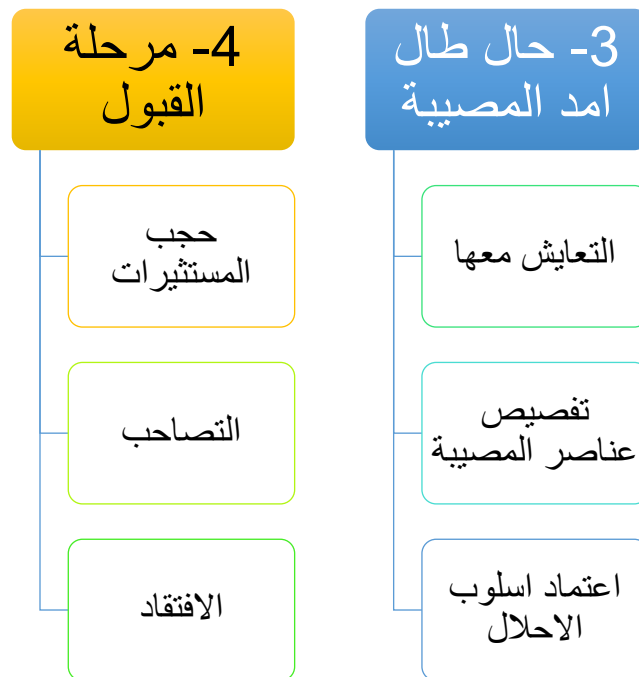 3- حال طال
امد المصيبة
التعايش معها
تفصيص
عناصر المصيبة
اعتماد اسلوب
الاحلال
4- مرحلة
القبول
حجب
المستثيرات
التصاحب
الافتقاد